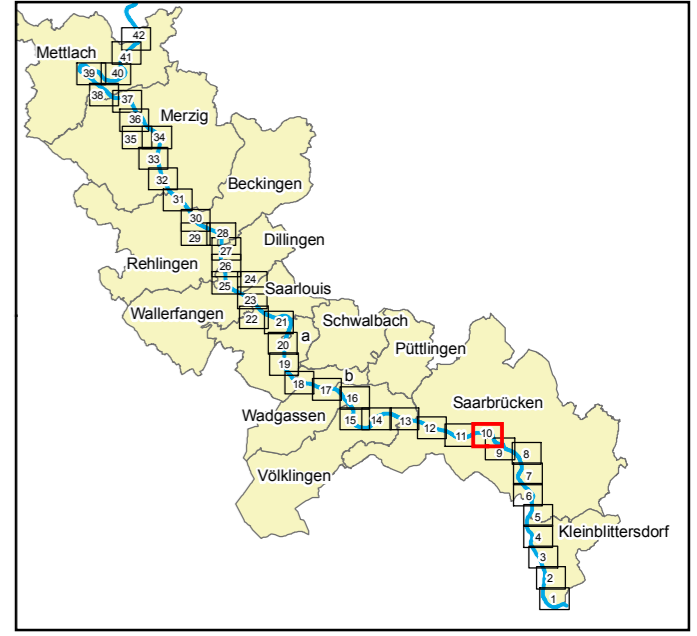 42
Mettlach
41
39
40
38
37
36
Merzig
35
34
33
32
Beckingen
31
30
28
29
Dillingen
27
Rehlingen
26
24
25
Saarlouis
23
Wallerfangen
22
21
Schwalbach
a
20
Püttlingen
19
b
18
17
16
Saarbrücken
Wadgassen
15
14
13
12
11
10
9
8
Völklingen
7
6
5
Kleinblittersdorf
4
3
2
1